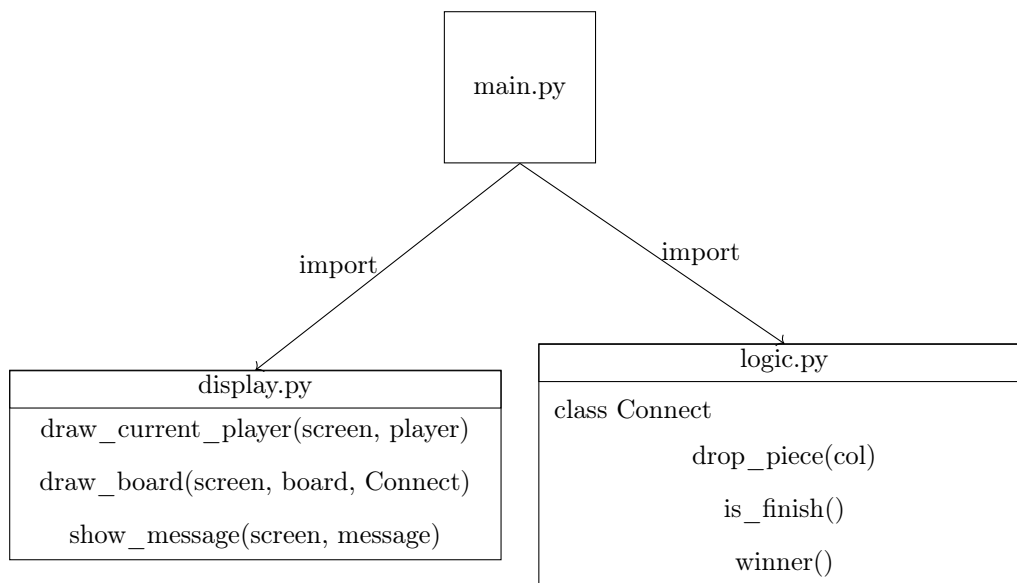 main.py
import
import
display.py
draw_current_player(screen, player)
draw_board(screen, board, Connect)
show_message(screen, message)
logic.py
class Connect
drop_piece(col)
is_finish()
winner()